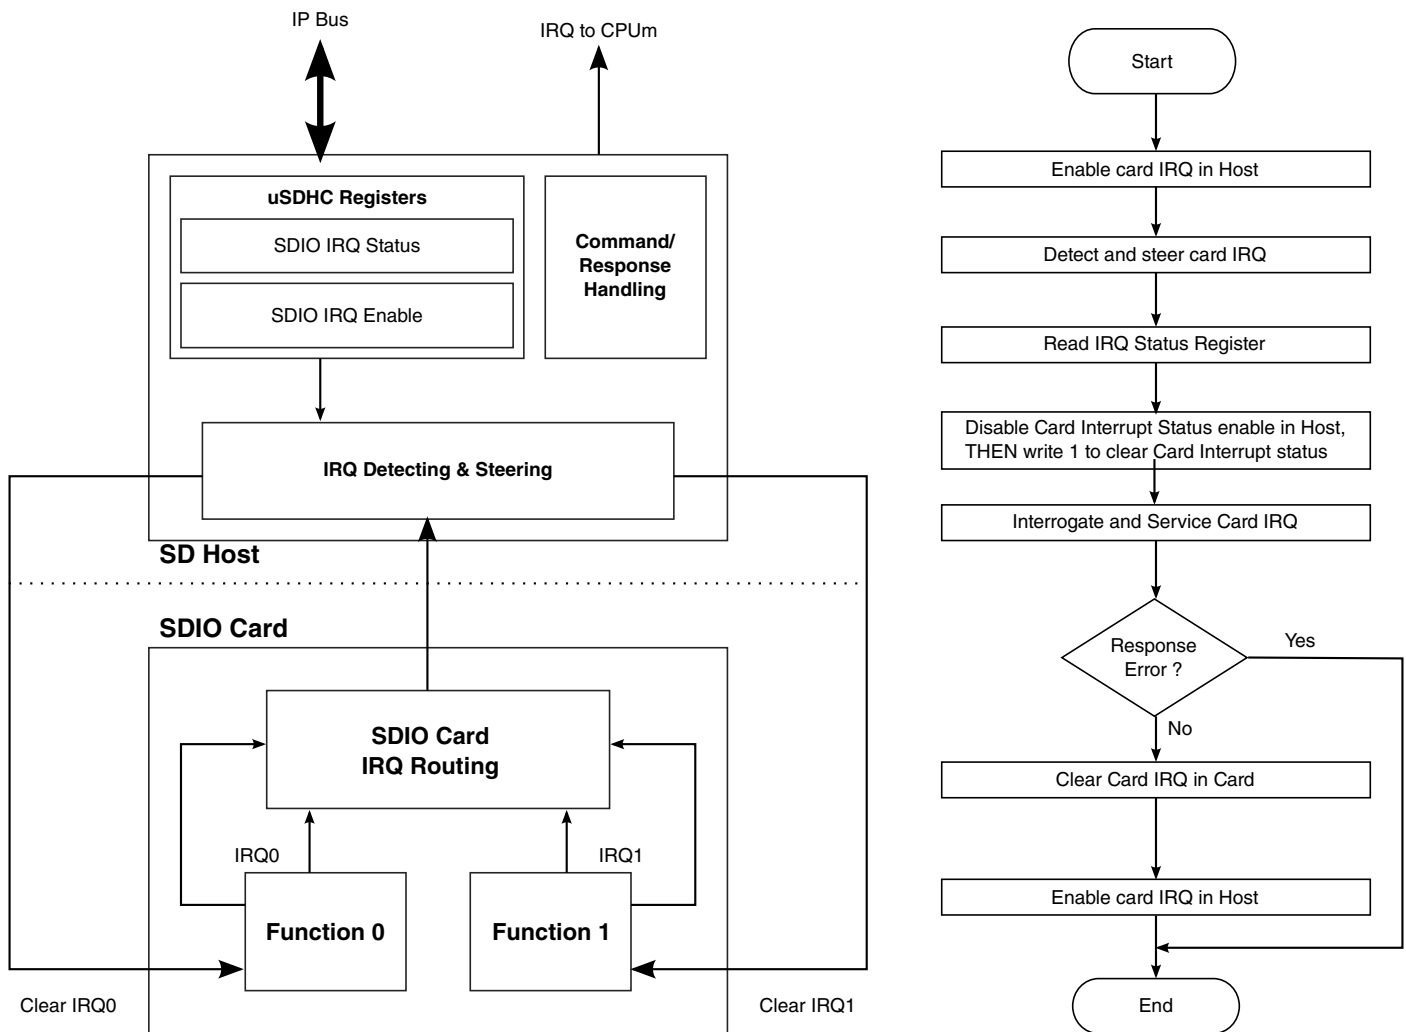 IP Bus
IRQ to CPUm
uSDHC Registers
SDIO IRQ Status
SDIO IRQ Enable
Command/
Response
Handling
IRQ Detecting & Steering
SD Host
SDIO Card
SDIO Card
IRQ Routing
IRQ0
IRQ1
Function 0
Function 1
Clear IRQ0
Clear IRQ1
Start
Enable card IRQ in Host
Detect and steer card IRQ
Read IRQ Status Register
Disable Card Interrupt Status enable in Host,
THEN write 1 to clear Card Interrupt status
Interrogate and Service Card IRQ
Response
Error ?
Yes
No
Clear Card IRQ in Card
Enable card IRQ in Host
End